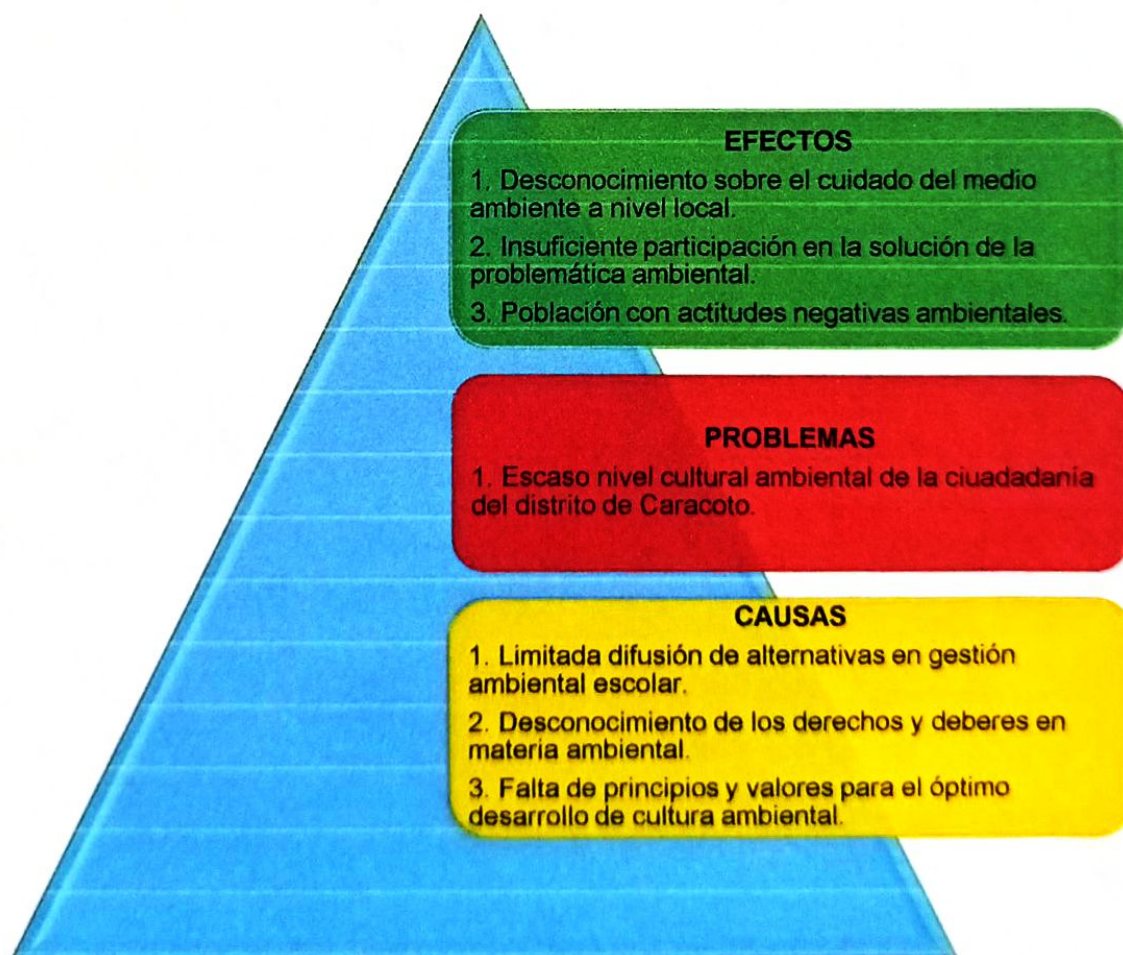 EFECTOS
1. Desconocimiento sobre el cuidado del medio
ambiente a nivel local.
2. Insuficiente participación en la solución de la
problemática ambiental.
3. Población con actitudes negativas ambientales.
PROBLEMAS
1. Escaso nivel cultural ambiental de la ciuadadanía
del distrito de Caracoto.
CAUSAS
1. Limitada difusión de alternativas en gestión
ambiental escolar.
2. Desconocimiento de los derechos y deberes en
materia ambiental.
3. Falta de principios y valores para el óptimo
desarrollo de cultura ambiental.